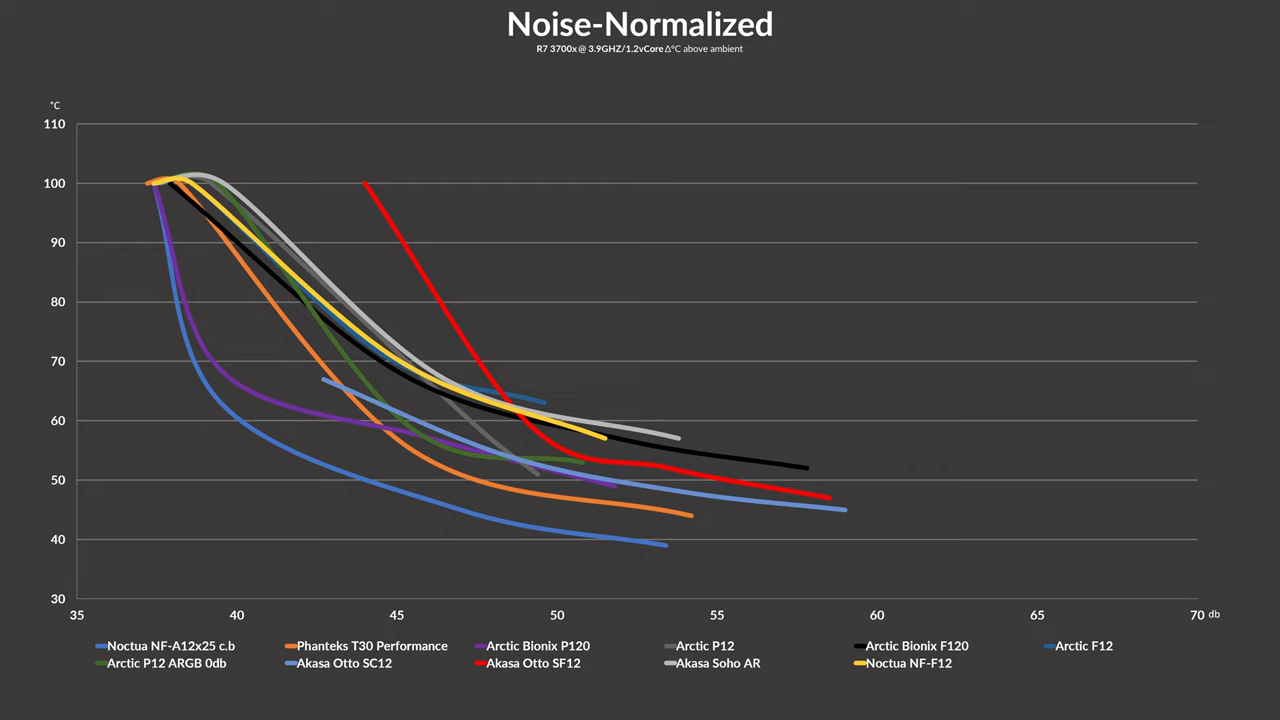 Noise-Normalized
R7 3700x @ 3.9GHZ/1.2vCore Δ°C above ambient
°C
110
100
90
80
70
60
50
40
30
35 40 45 50 55 60 65 70 db
Noctua NF-A12x25 c.b Phanteks T30 Performance Arctic Bionix P120 Arctic P12 Arctic Bionix F120 Arctic F12
Arctic P12 ARGB 0db Akasa Otto SC12 Akasa Otto SF12 Akasa Soho AR Noctua NF-F12